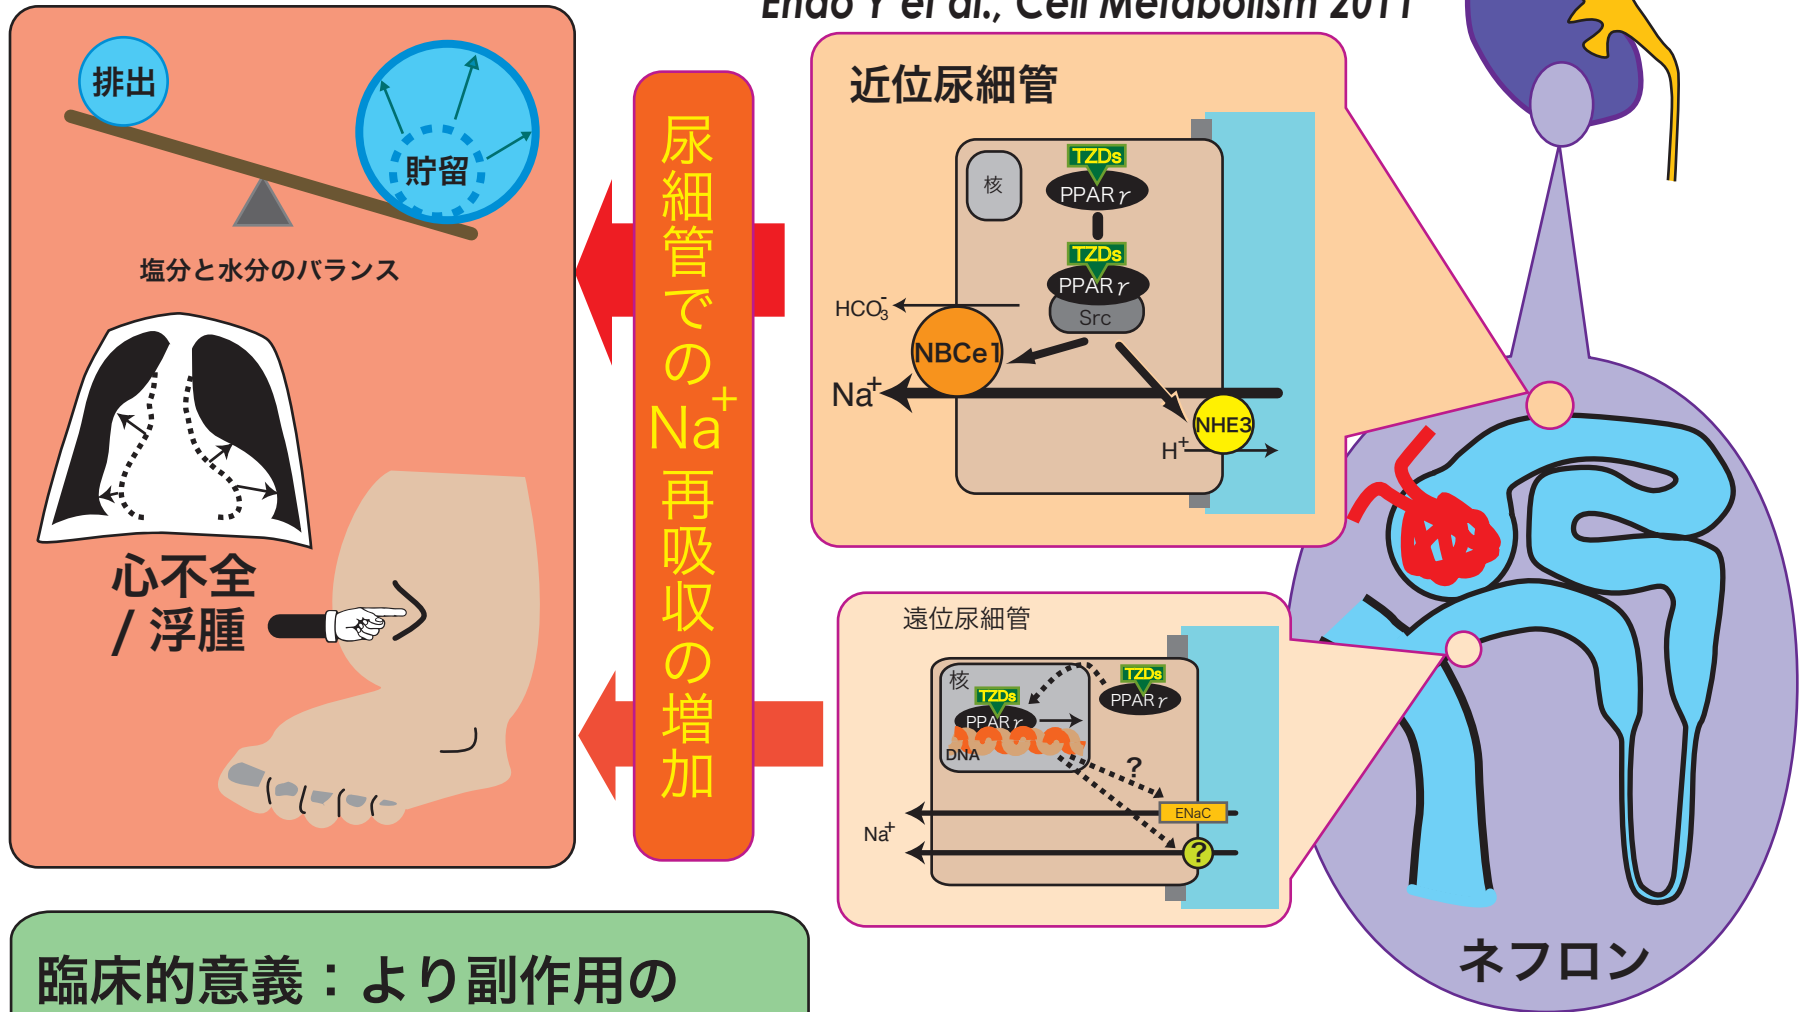 Endo Y et al., Cell Metabolism 2011
排出
貯留
塩分と水分のバランス
心不全
/ 浮腫
尿細管でのNa+再吸収の増加
近位尿細管
核
TZDs
PPARγ
TZDs
PPARγ
Src
HCO3-
NBCe1
Na+
NHE3
H+
遠位尿細管
核
TZDs
PPARγ
TZDs
PPARγ
DNA
?
ENaC
Na+
?
ネフロン
臨床的意義：より副作用の